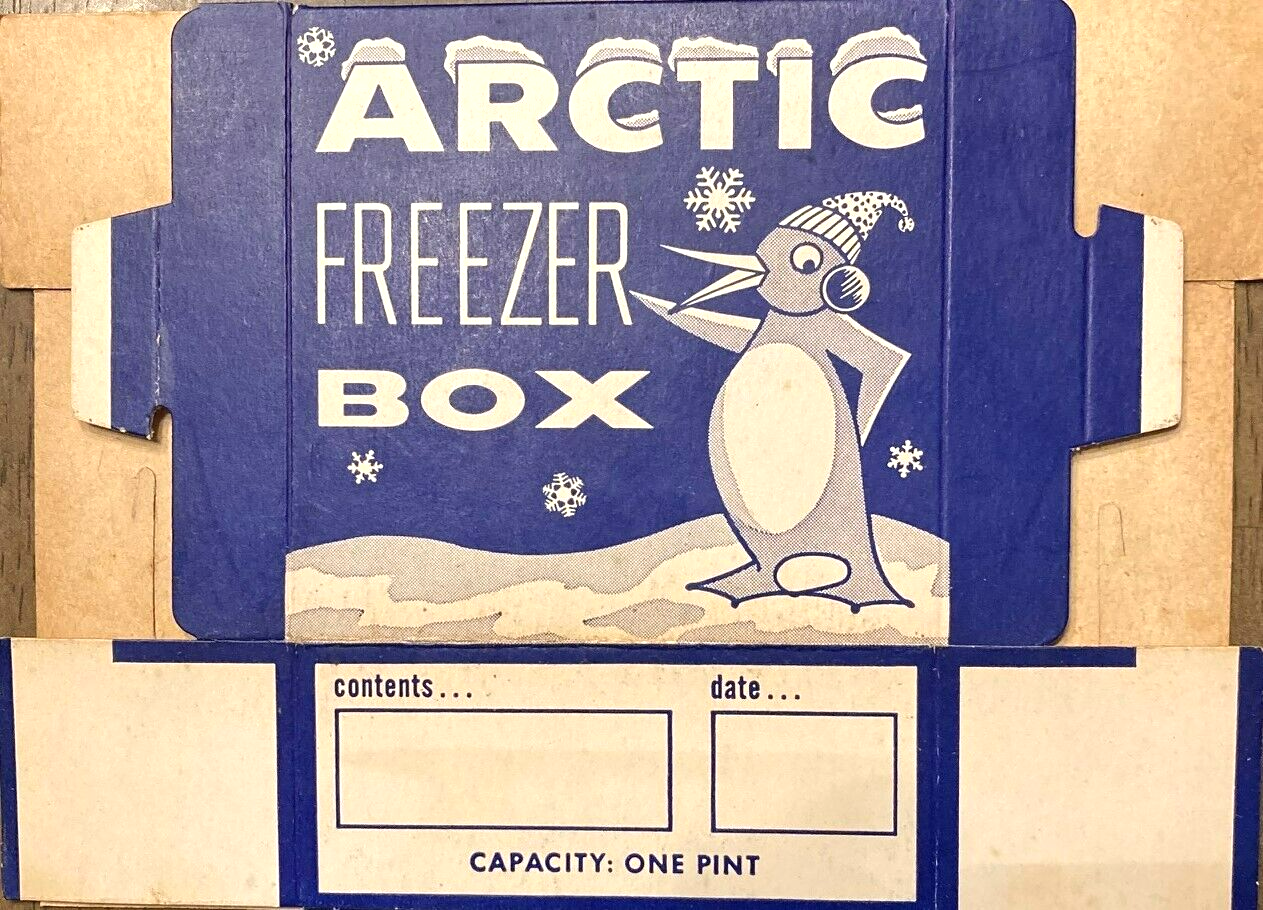 ARCTIC
FREEZER
BOX
contents... date...
CAPACITY: ONE PINT